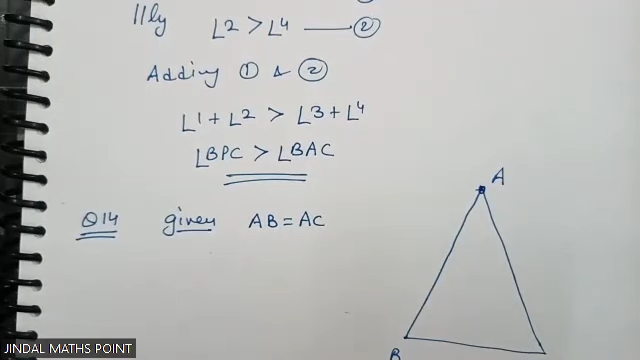 ||ly ∠2 > ∠4 —— ②
Adding ① & ②
∠1 + ∠2 > ∠3 + ∠4
∠BPC > ∠BAC
Q14 given AB = AC
A
B
JINDAL MATHS POINT